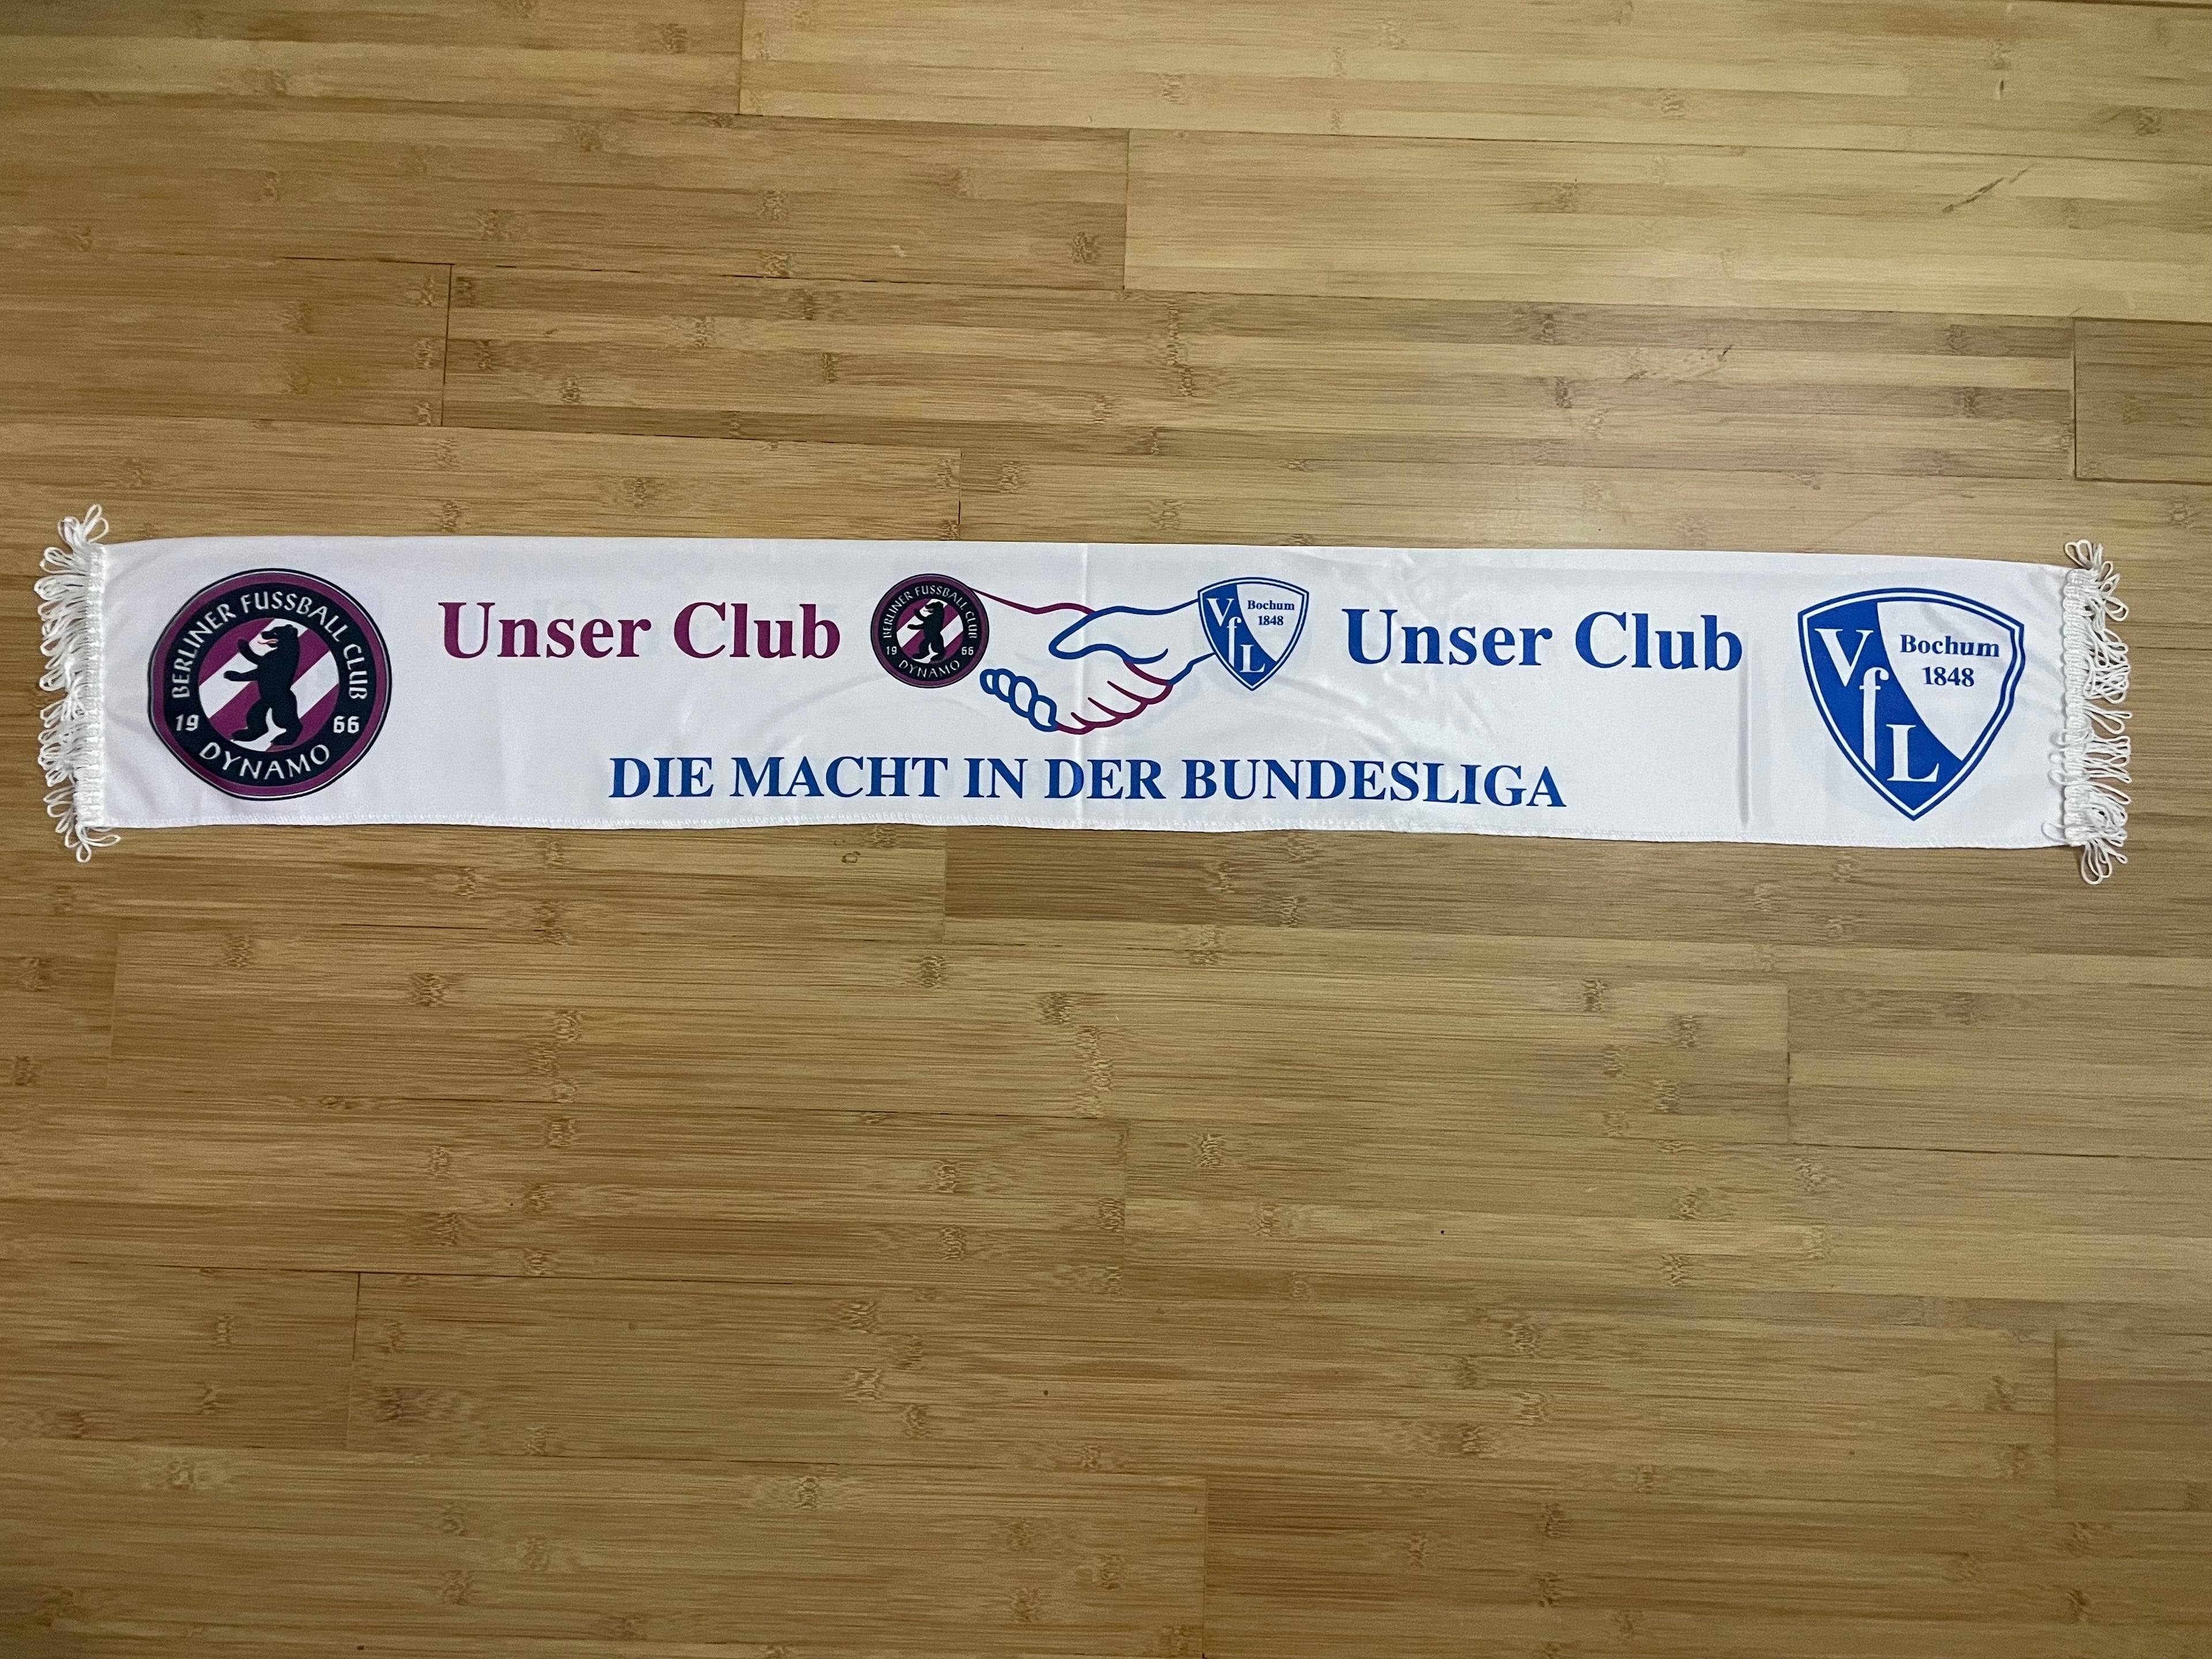 BERLINER FUSSBALL CLUB
19 66
DYNAMO
Unser Club
BERLINER FUSSBALL CLUB
19 66
DYNAMO
VfL
Bochum
1848
Unser Club
VfL
Bochum
1848
DIE MACHT IN DER BUNDESLIGA